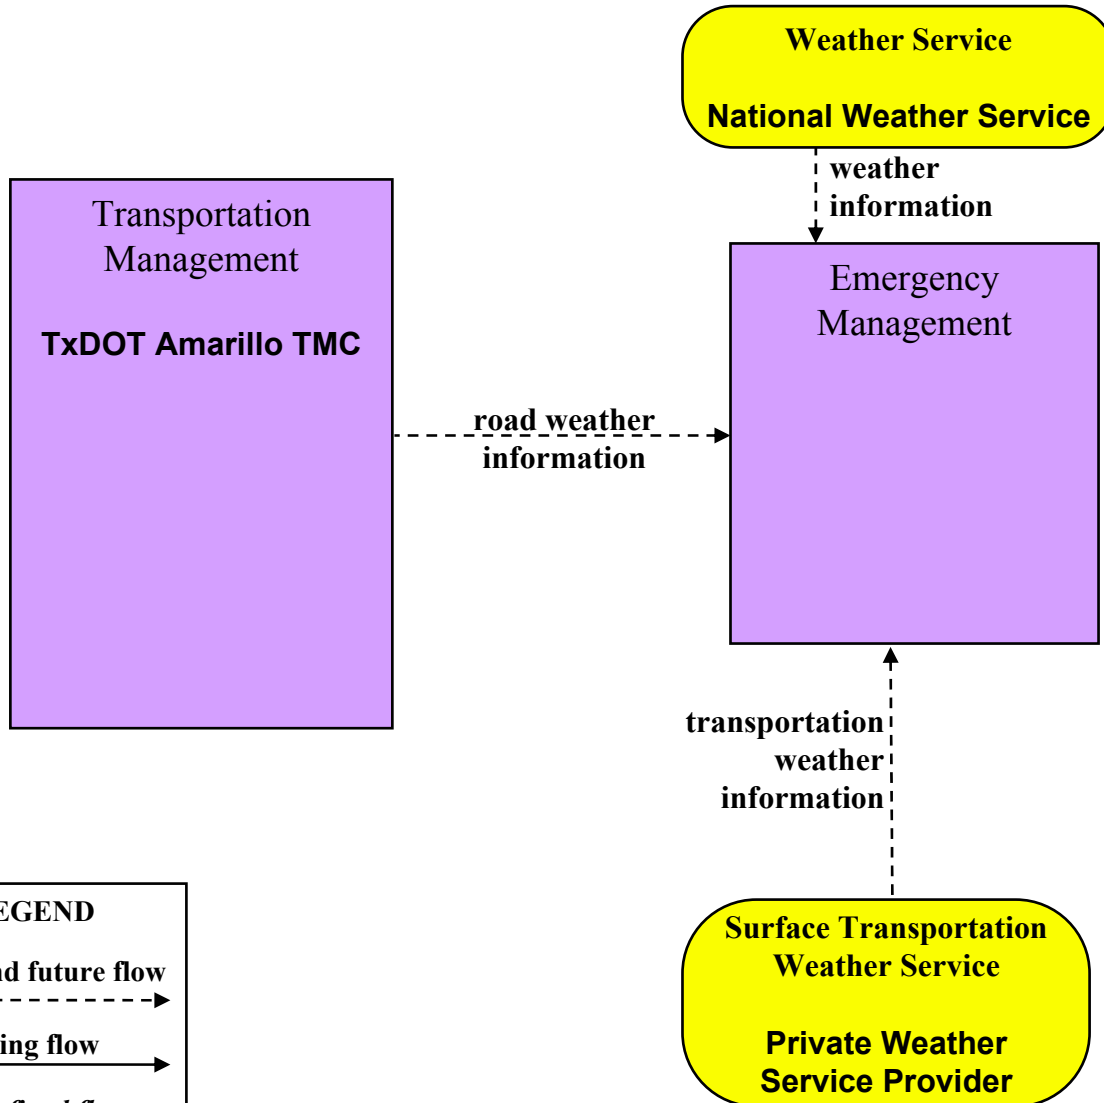 Weather Service
National Weather Service
weather
information
Transportation
Management
TxDOT Amarillo TMC
Emergency
Management
road weather
information
transportation
weather
information
EGEND
nd future flow
ing flow
Surface Transportation
Weather Service
Private Weather
Service Provider